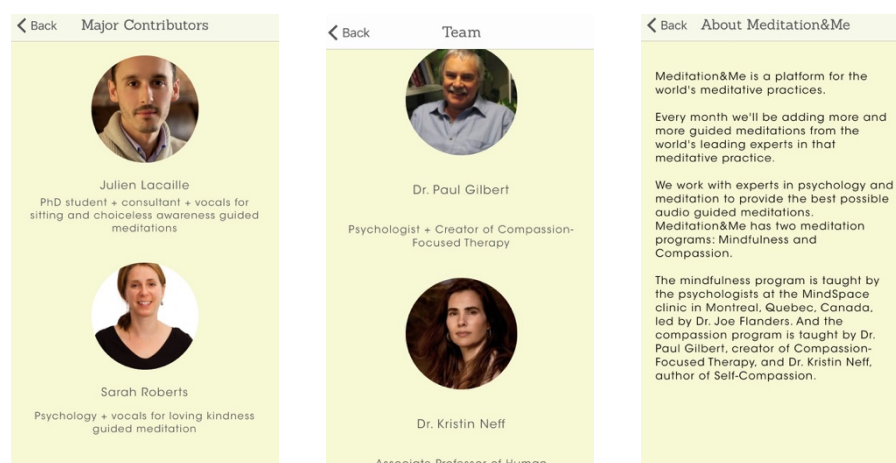 Back
Major Contributors
Julien Lacaille
PhD student + consultant + vocals for
sitting and choiceless awareness guided
meditations
Sarah Roberts
Psychology + vocals for loving kindness
guided meditation
Back
Team
Dr. Paul Gilbert
Psychologist + Creator of Compassion-
Focused Therapy
Dr. Kristin Neff
Associate Professor of Human
Back
About Meditation&Me
Meditation&Me is a platform for the
world's meditative practices.
Every month we'll be adding more and
more guided meditations from the
world's leading experts in that
meditative practice.
We work with experts in psychology and
meditation to provide the best possible
audio guided meditations.
Meditation&Me has two meditation
programs: Mindfulness and
Compassion.
The mindfulness program is taught by
the psychologists at the MindSpace
clinic in Montreal, Quebec, Canada,
led by Dr. Joe Flanders. And the
compassion program is taught by Dr.
Paul Gilbert, creator of Compassion-
Focused Therapy, and Dr. Kristin Neff,
author of Self-Compassion.